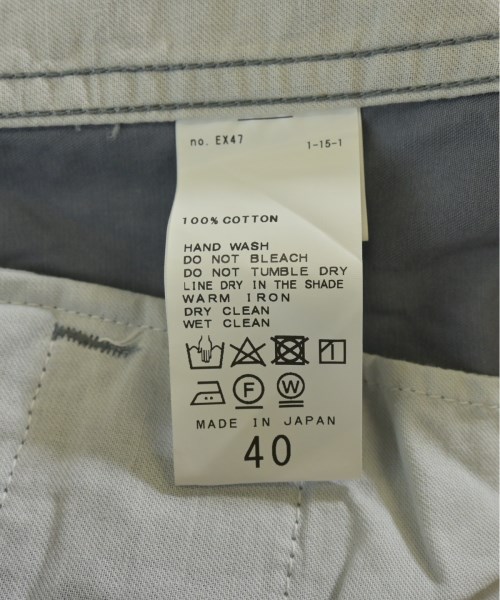 no. EX47 1-15-1
100% COTTON
HAND WASH
DO NOT BLEACH
DO NOT TUMBLE DRY
LINE DRY IN THE SHADE
WARM IRON
DRY CLEAN
WET CLEAN
F W
MADE IN JAPAN
40